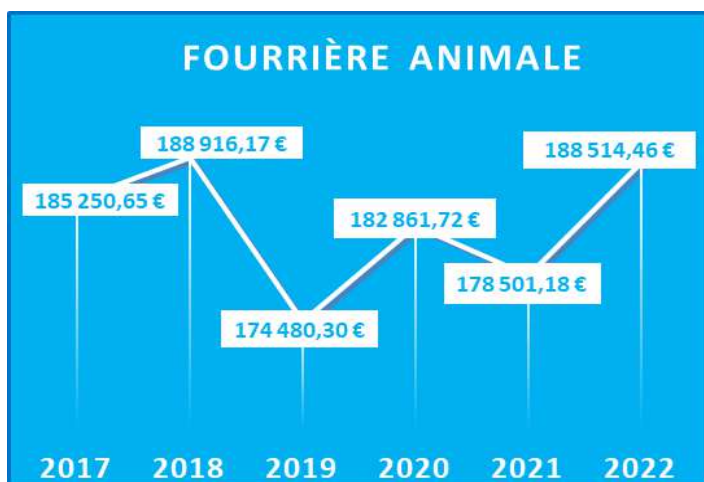 FOURRIÈRE ANIMALE
188 916,17 €
188 514,46 €
185 250,65 €
182 861,72 €
178 501,18 €
174 480,30 €
2017 2018 2019 2020 2021 2022